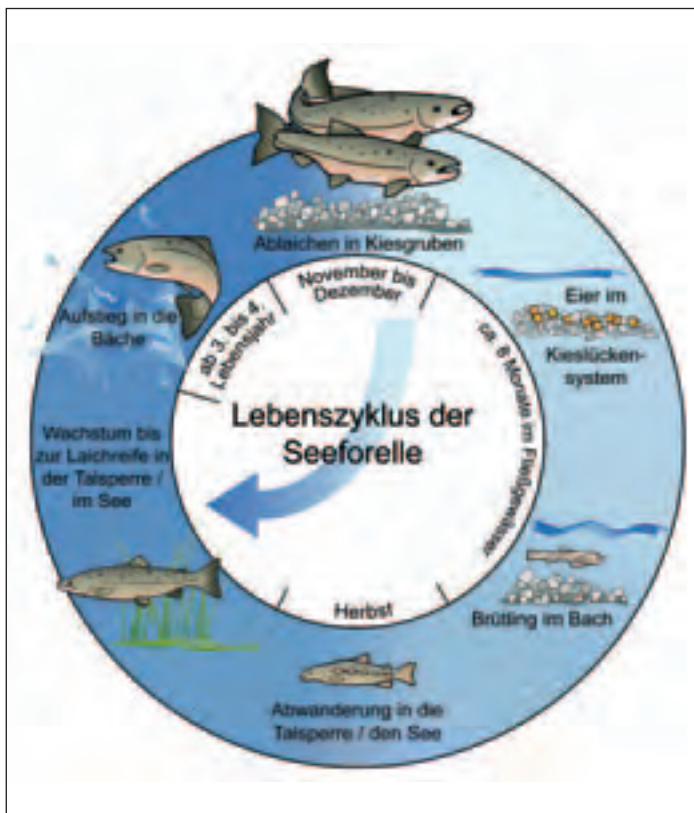 Ablaichen in Kiesgruben
November bis
Dezember
Eier im
Kieslücken-
system
ca. 8 Monate im Fließgewässer
Brütling im Bach
Herbst
Abwanderung in die
Talsperre / den See
Wachstum bis
zur Laichreife in
der Talsperre /
im See
Aufstieg in die
Bäche
ab 3. bis 4.
Lebensjahr
Lebenszyklus der
Seeforelle